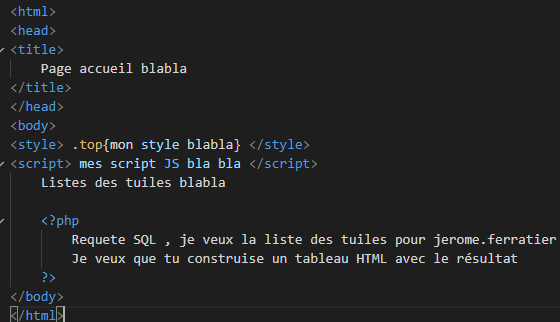 <html>
<head>
<title>
Page accueil blabla
</title>
</head>
<body>
<style> .top{mon style blabla} </style>
<script> mes script JS bla bla </script>
Listes des tuiles blabla
<?php
Requete SQL , je veux la liste des tuiles pour jerome.ferratier
Je veux que tu construise un tableau HTML avec le résultat
?>
</body>
</html>